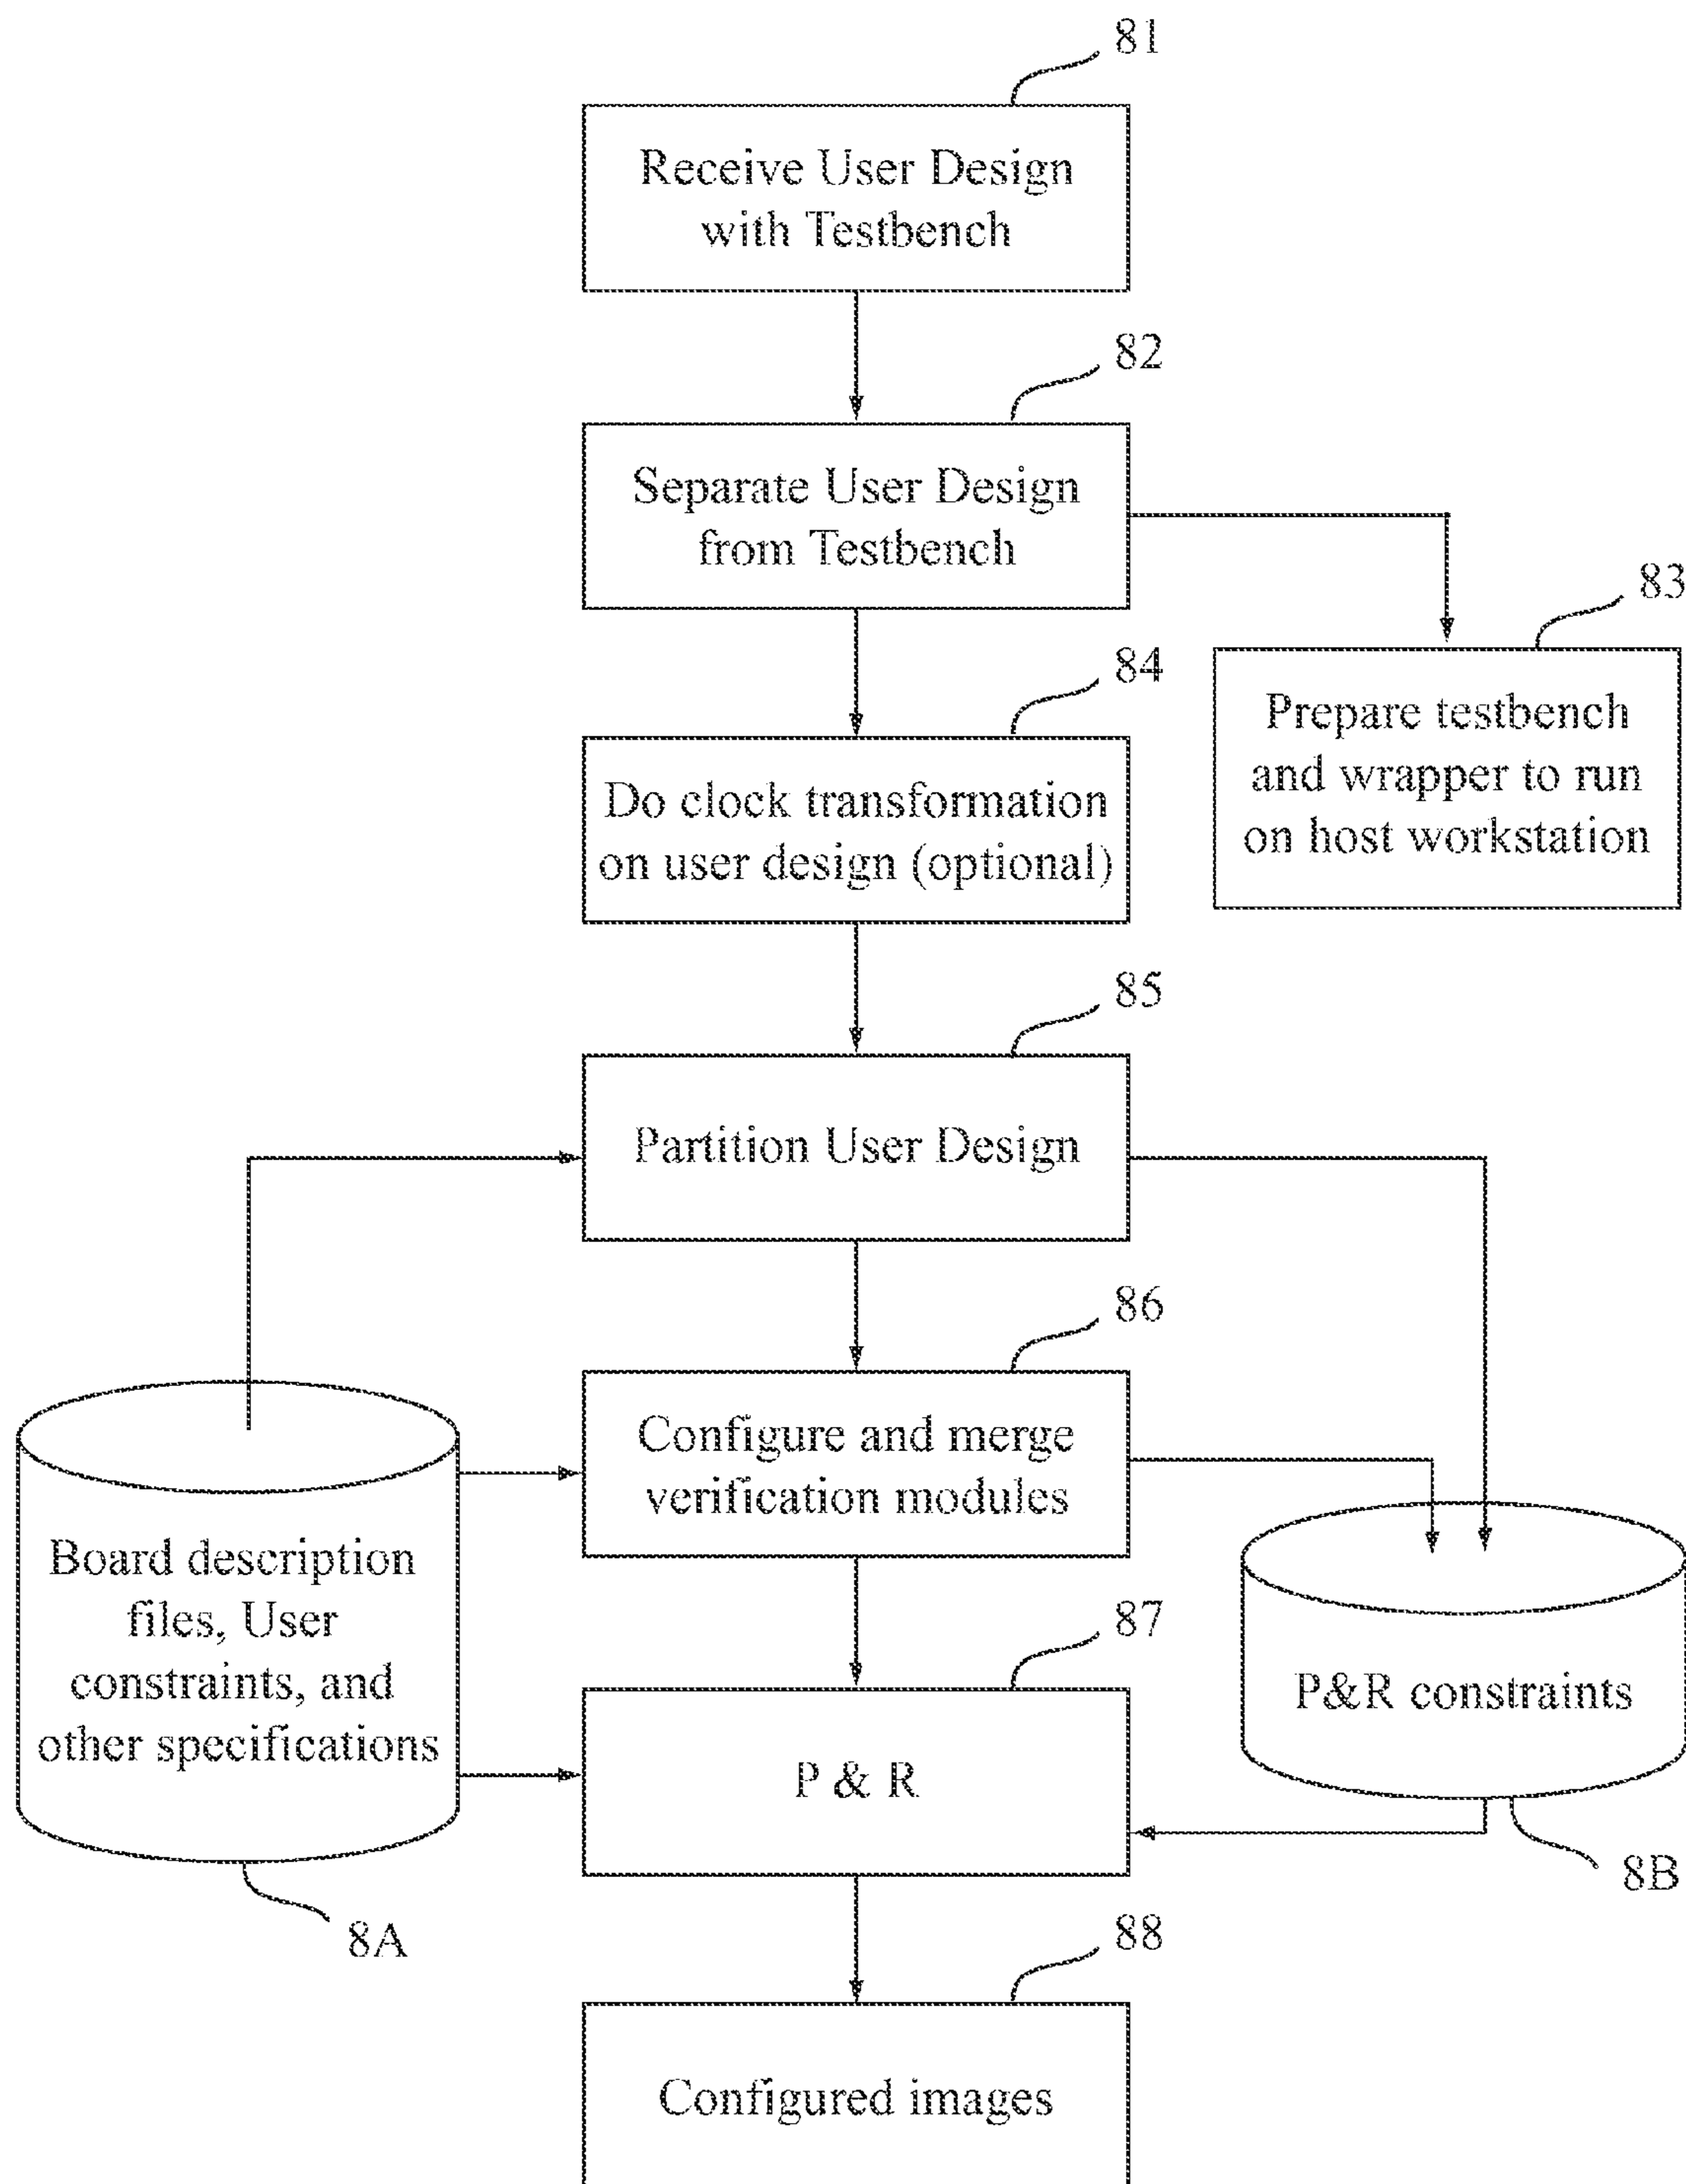 81
Receive User Design
with Testbench
82
Separate User Design
from Testbench
83
Prepare testbench
and wrapper to run
on host workstation
84
Do clock transformation
on user design (optional)
85
Partition User Design
86
Configure and merge
verification modules
Board description
files, User
constraints, and
other specifications
8A
87
P & R
P&R constraints
8B
88
Configured images